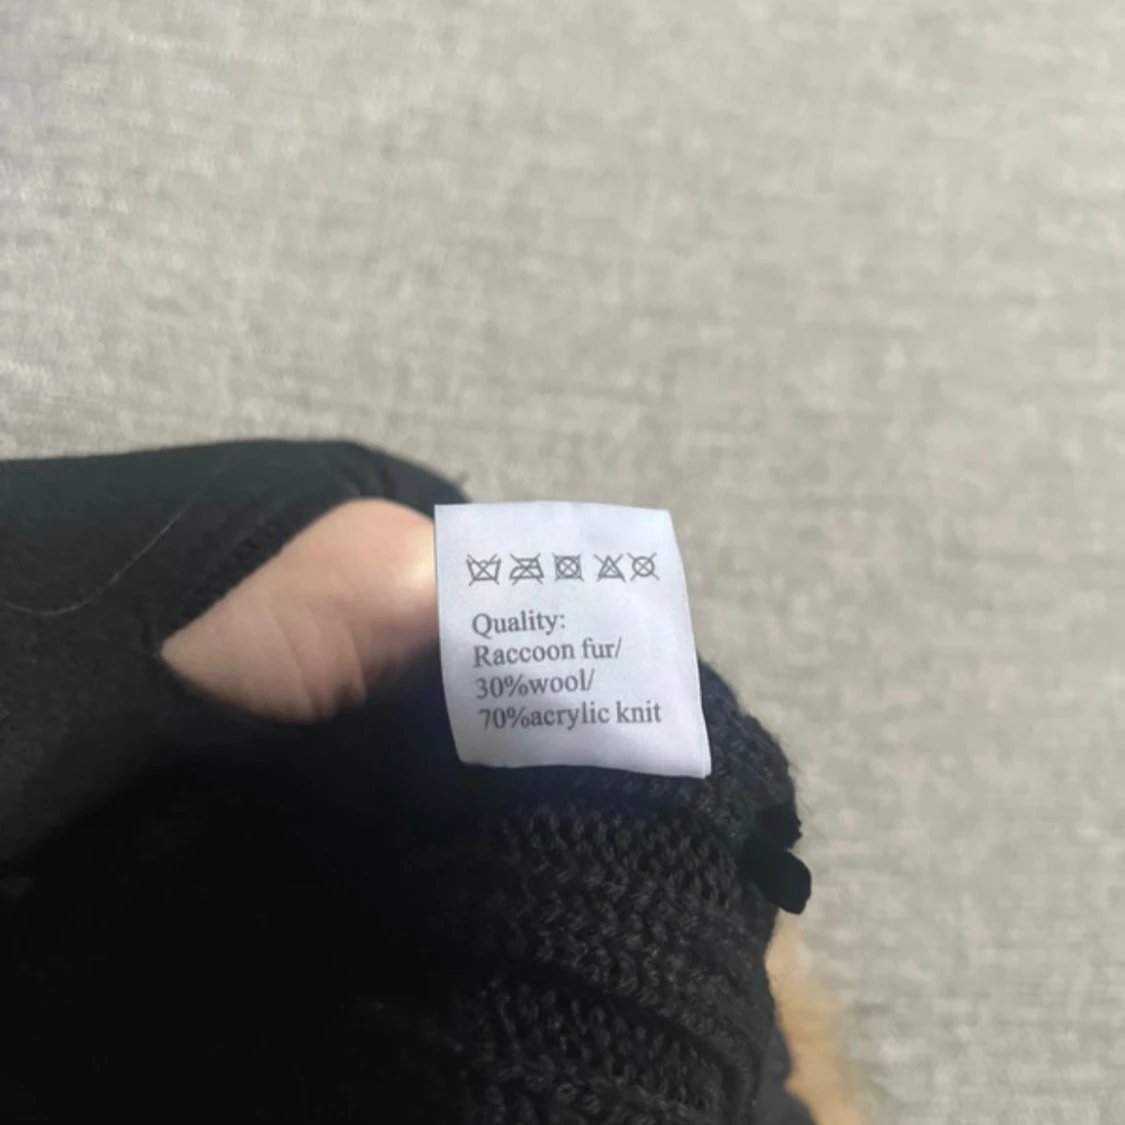 Quality:
Raccoon fur/
30%wool/
70%acrylic knit